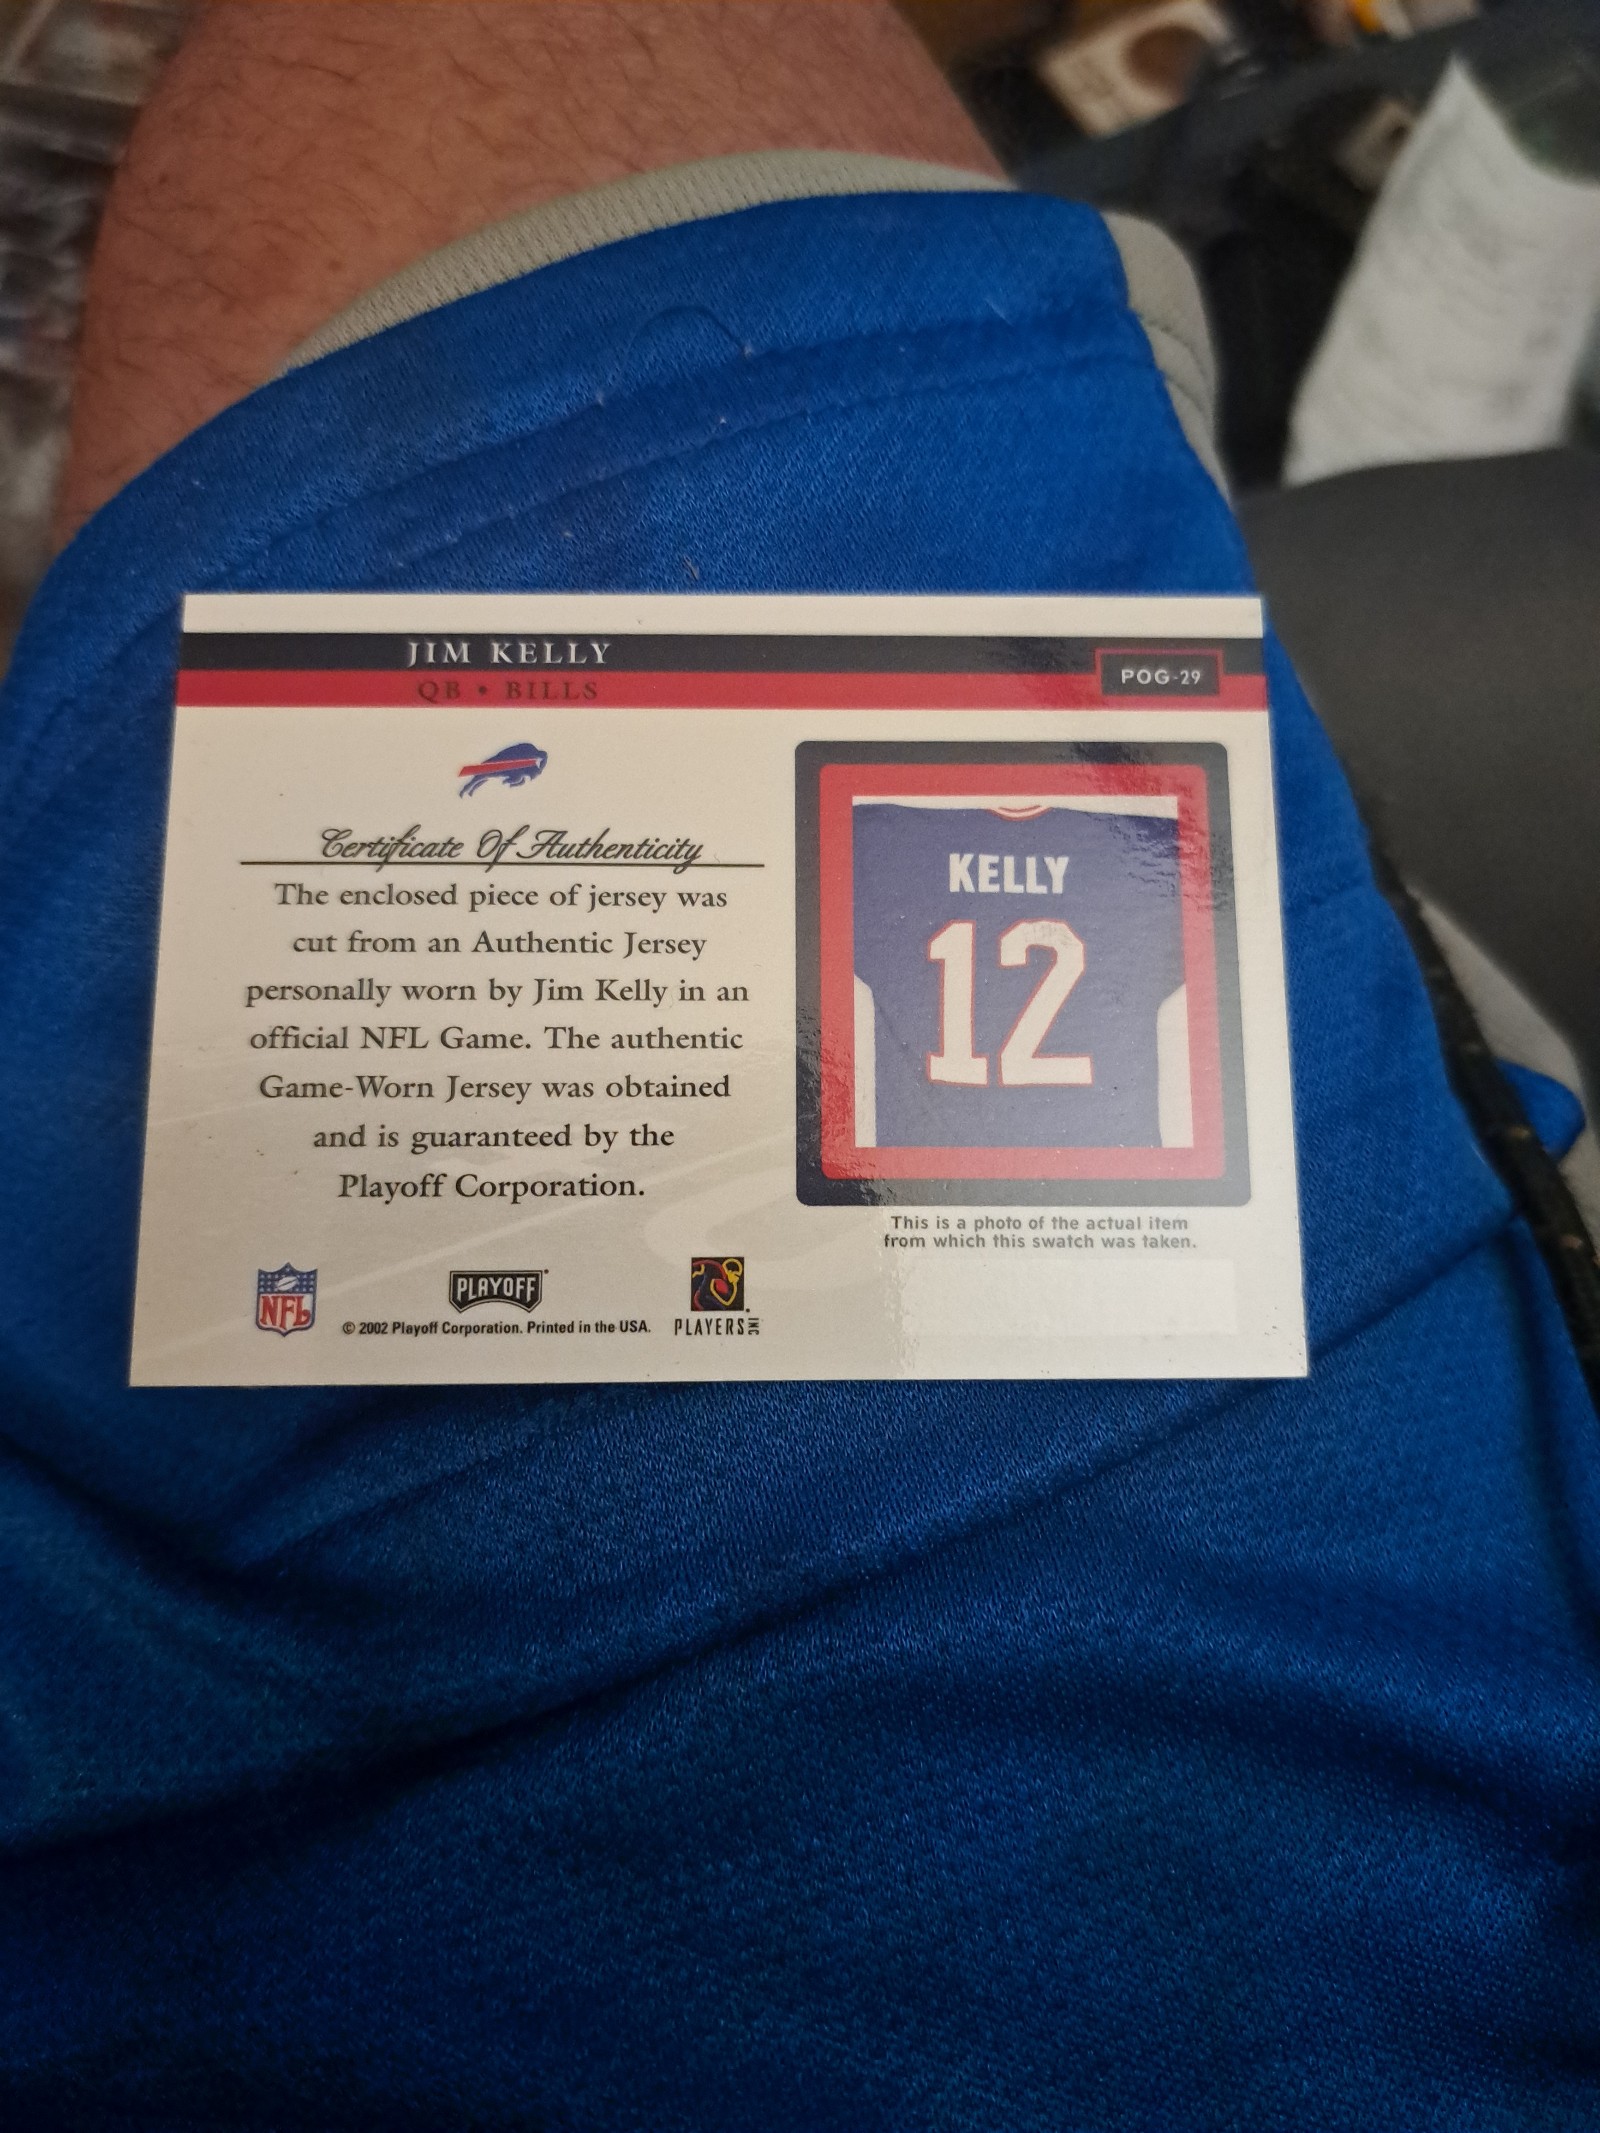 JIM KELLY
QB • BILLS
POG-29
Certificate Of Authenticity
The enclosed piece of jersey was
cut from an Authentic Jersey
personally worn by Jim Kelly in an
official NFL Game. The authentic
Game-Worn Jersey was obtained
and is guaranteed by the
Playoff Corporation.
KELLY
12
This is a photo of the actual item
from which this swatch was taken.
NFL
PLAYOFF
© 2002 Playoff Corporation. Printed in the USA.
PLAYERS INC